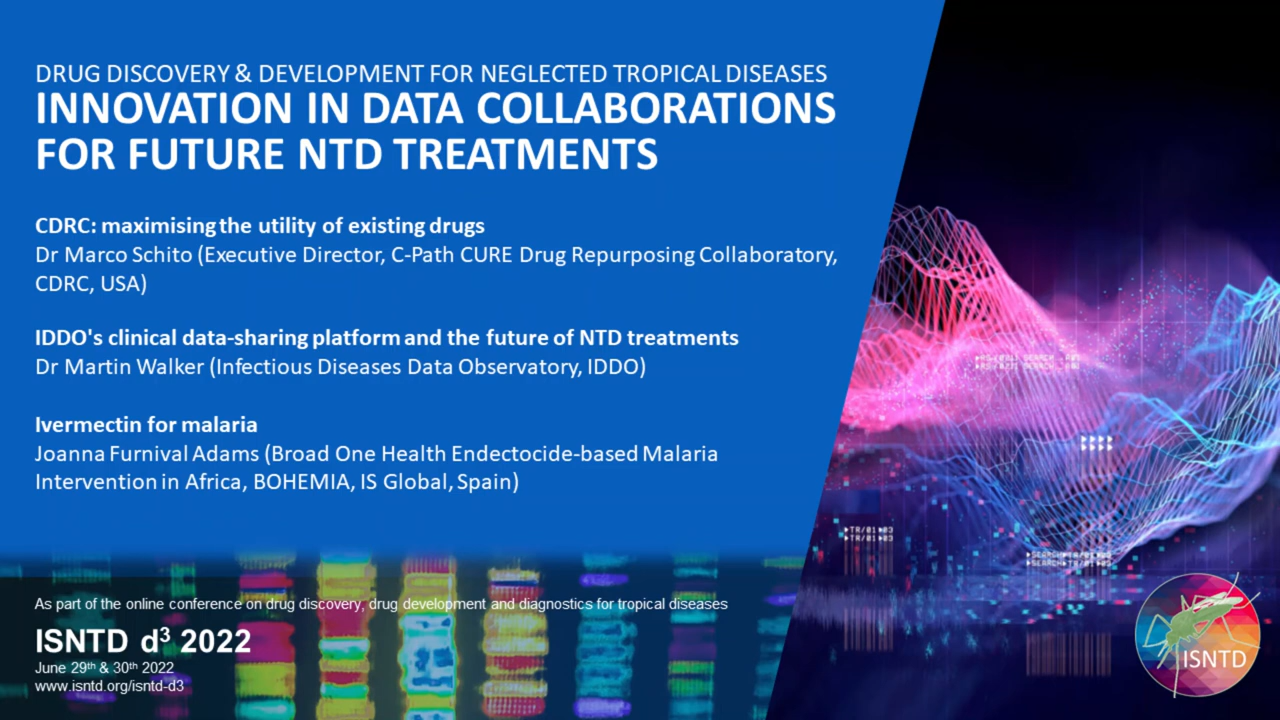 DRUG DISCOVERY & DEVELOPMENT FOR NEGLECTED TROPICAL DISEASES
INNOVATION IN DATA COLLABORATIONS
FOR FUTURE NTD TREATMENTS
CDRC: maximising the utility of existing drugs
Dr Marco Schito (Executive Director, C-Path CURE Drug Repurposing Collaboratory,
CDRC, USA)
IDDO's clinical data-sharing platform and the future of NTD treatments
Dr Martin Walker (Infectious Diseases Data Observatory, IDDO)
Ivermectin for malaria
Joanna Furnival Adams (Broad One Health Endectocide-based Malaria
Intervention in Africa, BOHEMIA, IS Global, Spain)
As part of the online conference on drug discovery, drug development and diagnostics for tropical diseases
ISNTD d³ 2022
June 29th & 30th 2022
www.isntd.org/isntd-d3
TR/01
TR/01
ISNTD